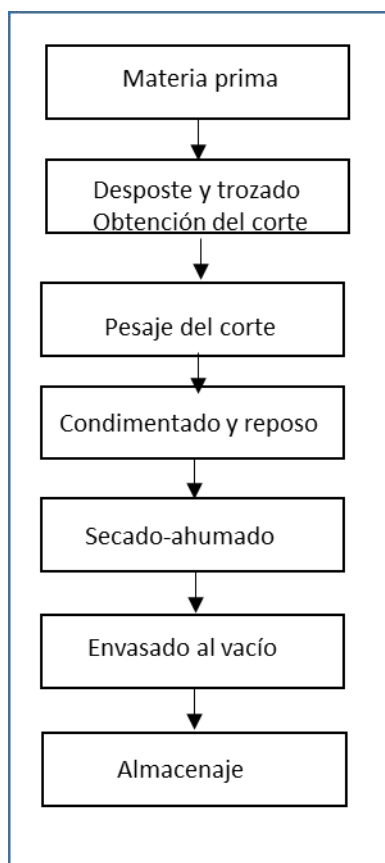 Materia prima
Desposte y trozado
Obtención del corte
Pesaje del corte
Condimentado y reposo
Secado-ahumado
Envasado al vacío
Almacenaje